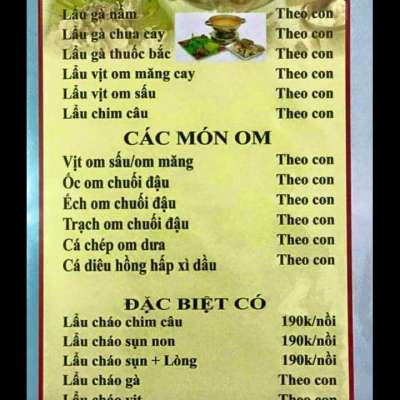 Lẩu gà nấm Theo con
Lẩu gà chua cay Theo con
Lẩu gà thuốc bắc Theo con
Lẩu vịt om măng cay Theo con
Lẩu vịt om sấu Theo con
Lẩu chim câu Theo con
CÁC MÓN OM
Vịt om sấu/om măng Theo con
Ốc om chuối đậu Theo con
Ếch om chuối đậu Theo con
Trạch om chuối đậu Theo con
Cá chép om dưa Theo con
Cá diêu hồng hấp xì dầu Theo con
ĐẶC BIỆT CÓ
Lẩu cháo chim câu 190k/nồi
Lẩu cháo sụn non 190k/nồi
Lẩu cháo sụn + Lòng 190k/nồi
Lẩu cháo gà Theo con
Lẩu cháo vịt Theo con